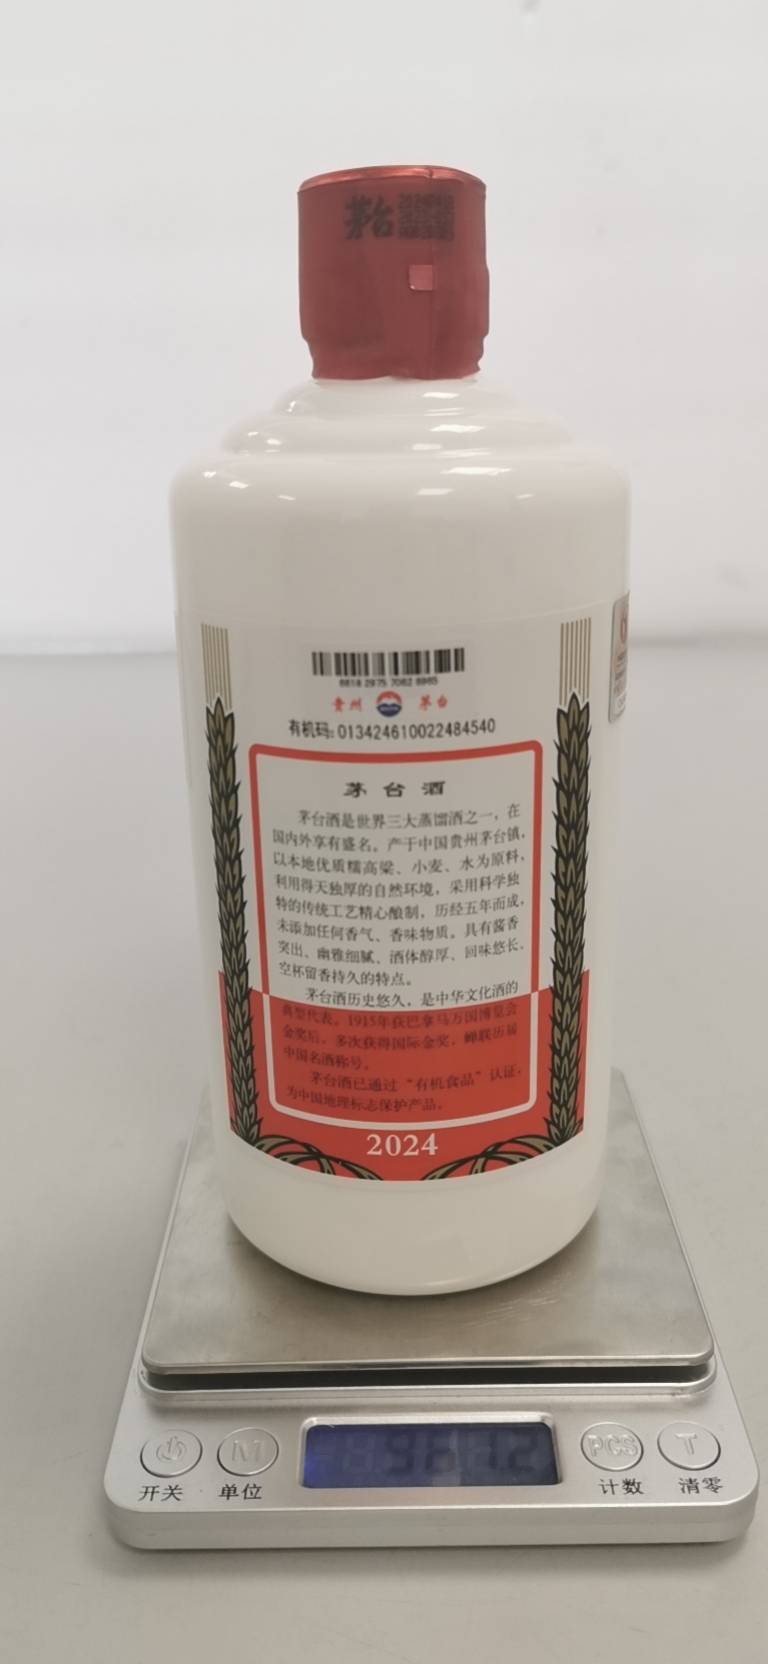 茅台
贵州 茅台
有机码:013424610022484540
茅台酒
茅台酒是世界三大蒸馏酒之一，在
国内外享有盛名。产于中国贵州茅台镇，
以本地优质糯高粱、小麦、水为原料，
利用得天独厚的自然环境，采用科学独
特的传统工艺精心酿制，历经五年而成，
未添加任何香气、香味物质。具有酱香
突出、幽雅细腻、酒体醇厚、回味悠长、
空杯留香持久的特点。
茅台酒历史悠久，是中华文化酒的
典型代表。1915年获巴拿马万国博览会
金奖后，多次获得国际金奖，蝉联历届
中国名酒称号。
茅台酒已通过“有机食品”认证，
为中国地理标志保护产品。
2024
M PCS T
开关 单位 计数 清零